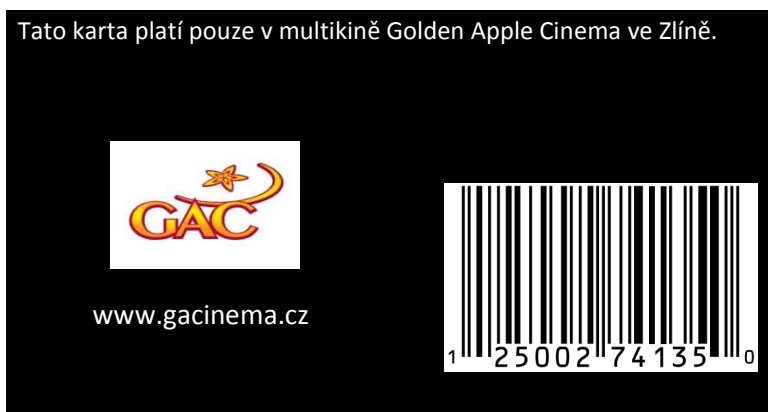 Tato karta platí pouze v multikině Golden Apple Cinema ve Zlíně.
GAC
www.gacinema.cz
1 25002 74135 0